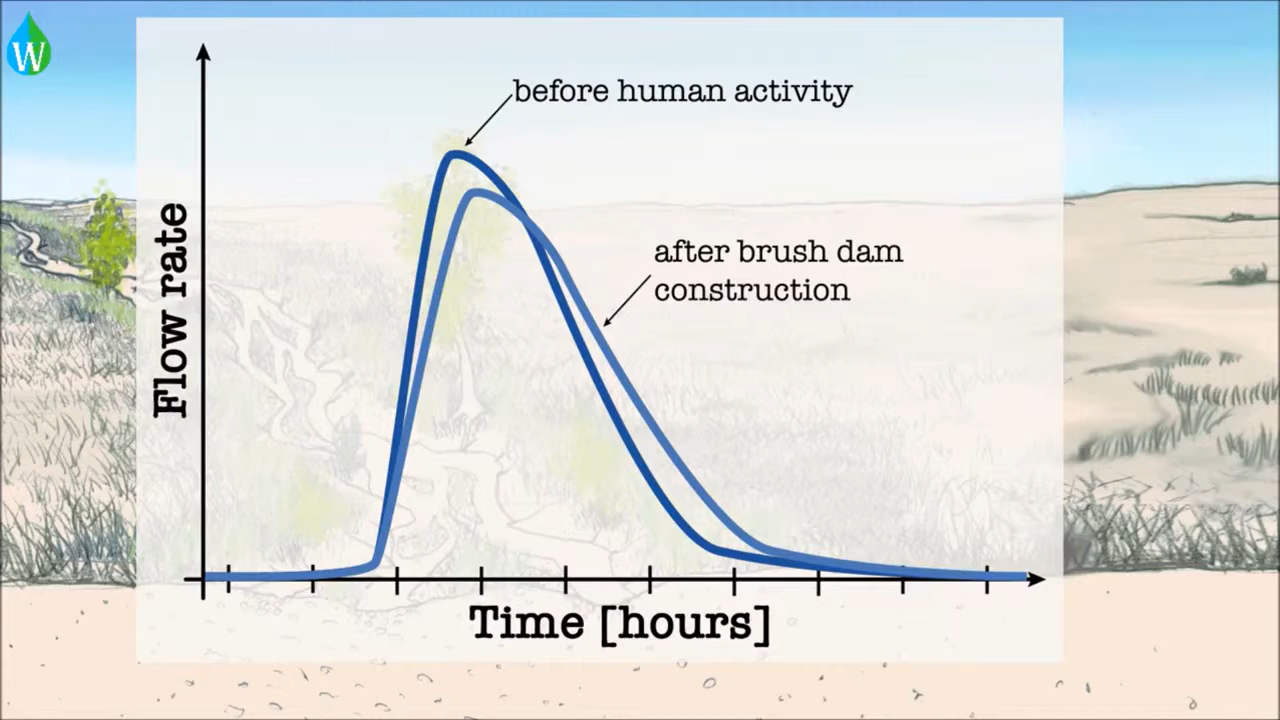 W
before human activity
after brush dam
construction
Flow rate
Time [hours]